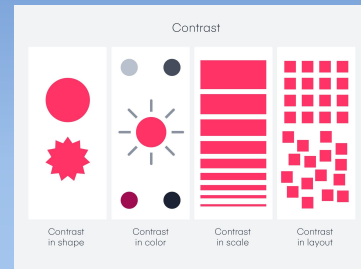 Contrast
Contrast
in shape
Contrast
in color
Contrast
in scale
Contrast
in layout